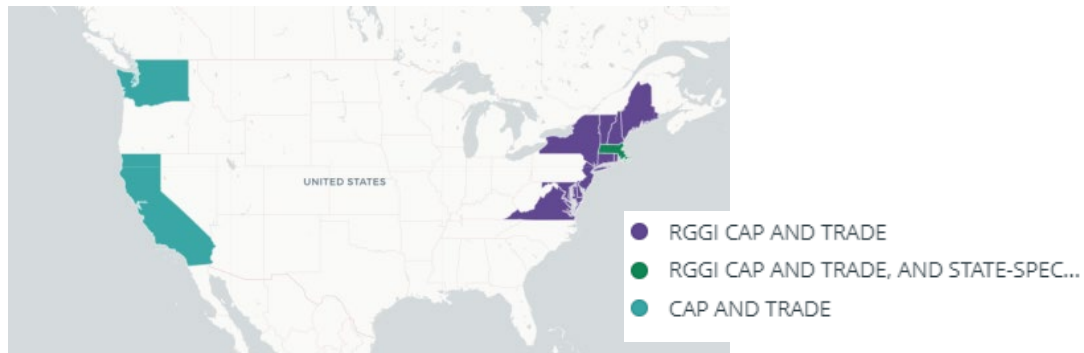 UNITED STATES
RGGI CAP AND TRADE
RGGI CAP AND TRADE, AND STATE-SPEC...
CAP AND TRADE